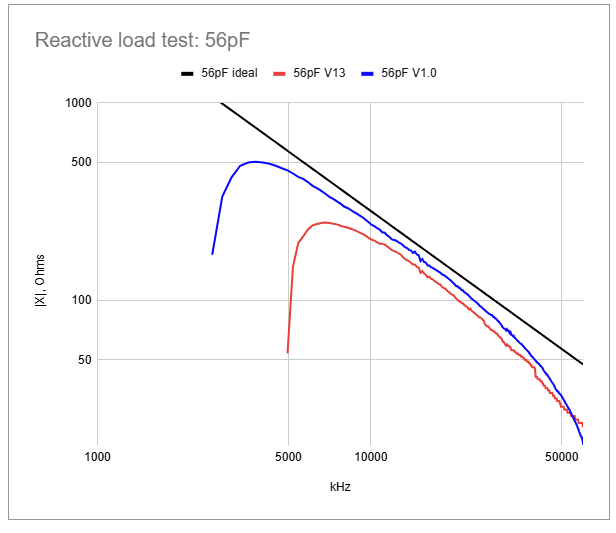 Reactive load test: 56pF
56pF ideal 56pF V13 56pF V1.0
1000
500
100
50
|X|, Ohms
1000 5000 10000 50000
kHz